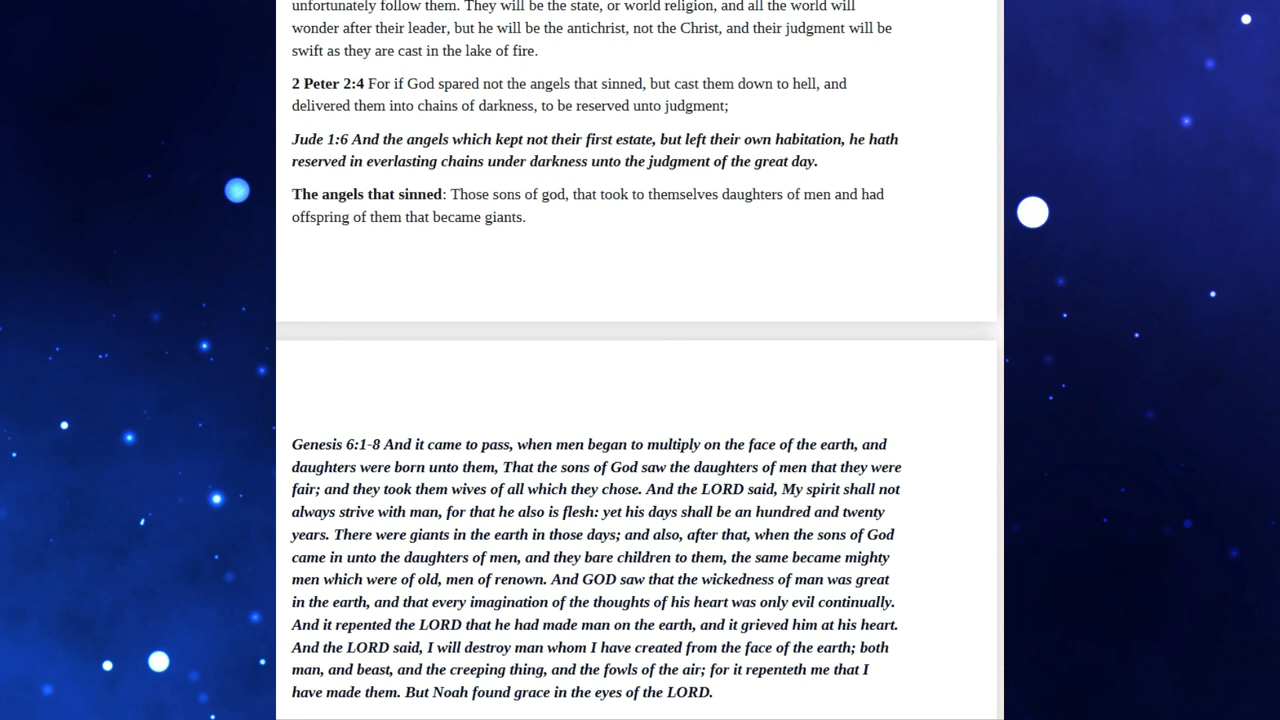 unfortunately follow them. They will be the state, or world religion, and all the world will
wonder after their leader, but he will be the antichrist, not the Christ, and their judgment will be
swift as they are cast in the lake of fire.
2 Peter 2:4 For if God spared not the angels that sinned, but cast them down to hell, and
delivered them into chains of darkness, to be reserved unto judgment;
Jude 1:6 And the angels which kept not their first estate, but left their own habitation, he hath
reserved in everlasting chains under darkness unto the judgment of the great day.
The angels that sinned: Those sons of god, that took to themselves daughters of men and had
offspring of them that became giants.
Genesis 6:1-8 And it came to pass, when men began to multiply on the face of the earth, and
daughters were born unto them, That the sons of God saw the daughters of men that they were
fair; and they took them wives of all which they chose. And the LORD said, My spirit shall not
always strive with man, for that he also is flesh: yet his days shall be an hundred and twenty
years. There were giants in the earth in those days; and also, after that, when the sons of God
came in unto the daughters of men, and they bare children to them, the same became mighty
men which were of old, men of renown. And GOD saw that the wickedness of man was great
in the earth, and that every imagination of the thoughts of his heart was only evil continually.
And it repented the LORD that he had made man on the earth, and it grieved him at his heart.
And the LORD said, I will destroy man whom I have created from the face of the earth; both
man, and beast, and the creeping thing, and the fowls of the air; for it repenteth me that I
have made them. But Noah found grace in the eyes of the LORD.